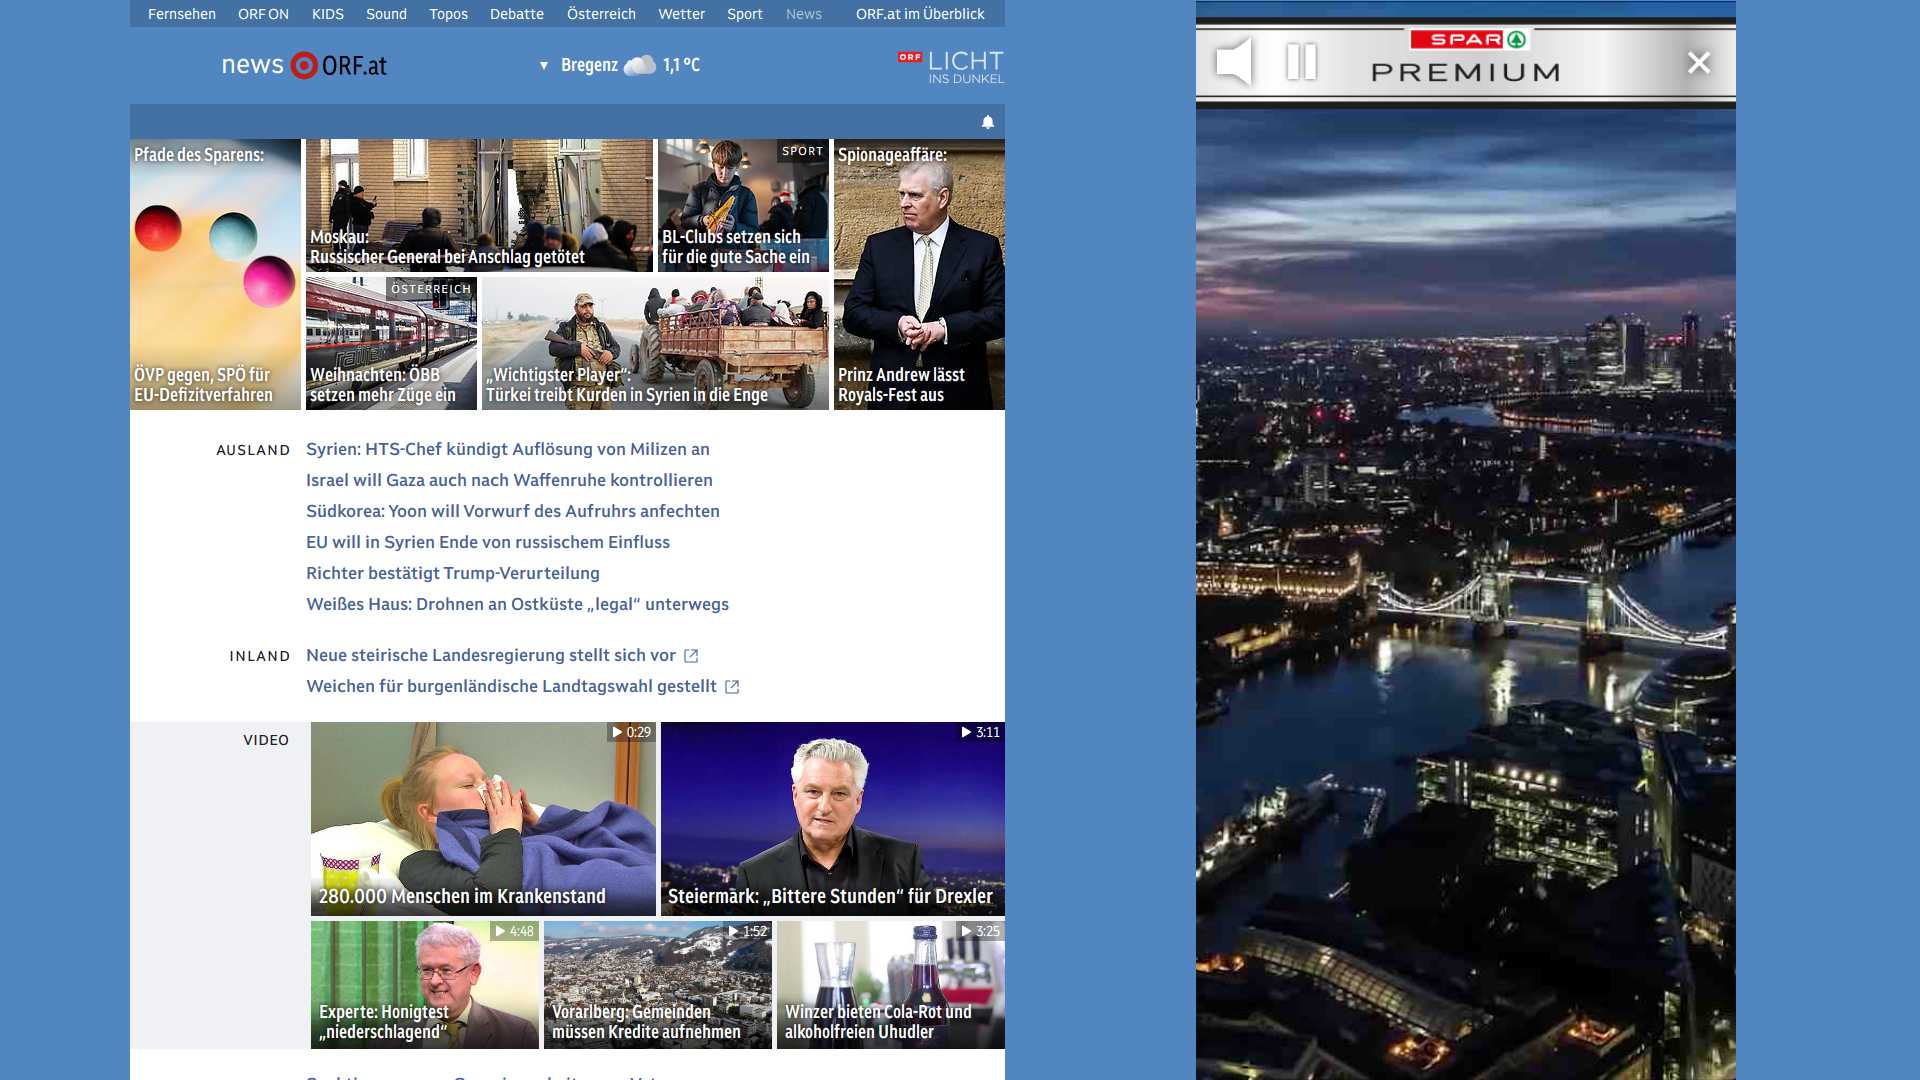 Fernsehen ORF ON KIDS Sound Topos Debatte Österreich Wetter Sport News ORF.at im Überblick
news ORF.at
▼ Bregenz 1,1 °C
ORF LICHT
INS DUNKEL
Pfade des Sparens:
ÖVP gegen, SPÖ für
EU-Defizitverfahren
Moskau:
Russischer General bei Anschlag getötet
SPORT
BL-Clubs setzen sich
für die gute Sache ein
Spionageaffäre:
Prinz Andrew lässt
Royals-Fest aus
ÖSTERREICH
railjet
Weihnachten: ÖBB
setzen mehr Züge ein
„Wichtigster Player“:
Türkei treibt Kurden in Syrien in die Enge
AUSLAND
Syrien: HTS-Chef kündigt Auflösung von Milizen an
Israel will Gaza auch nach Waffenruhe kontrollieren
Südkorea: Yoon will Vorwurf des Aufruhrs anfechten
EU will in Syrien Ende von russischem Einfluss
Richter bestätigt Trump-Verurteilung
Weißes Haus: Drohnen an Ostküste „legal“ unterwegs
INLAND
Neue steirische Landesregierung stellt sich vor
Weichen für burgenländische Landtagswahl gestellt
VIDEO
0:29
280.000 Menschen im Krankenstand
3:11
Steiermark: „Bittere Stunden“ für Drexler
4:48
Experte: Honigtest
„niederschlagend“
1:52
Vorarlberg: Gemeinden
müssen Kredite aufnehmen
3:25
Winzer bieten Cola-Rot und
alkoholfreien Uhudler
SPAR
PREMIUM